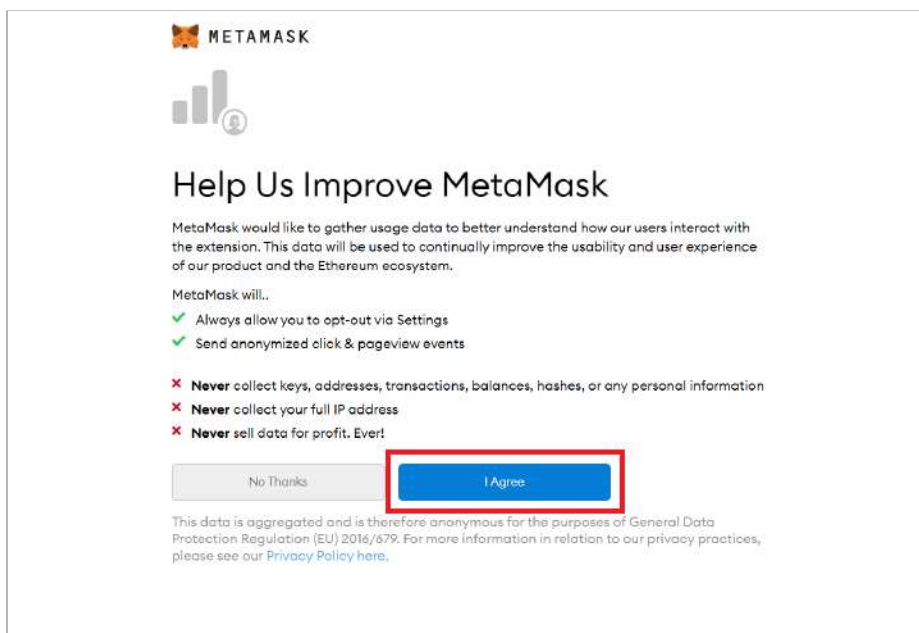 METAMASK
Help Us Improve MetaMask
MetaMask would like to gather usage data to better understand how our users interact with
the extension. This data will be used to continually improve the usability and user experience
of our product and the Ethereum ecosystem.
MetaMask will..
Always allow you to opt-out via Settings
Send anonymized click & pageview events
Never collect keys, addresses, transactions, balances, hashes, or any personal information
Never collect your full IP address
Never sell data for profit. Ever!
No Thanks
I Agree
This data is aggregated and is therefore anonymous for the purposes of General Data
Protection Regulation (EU) 2016/679. For more information in relation to our privacy practices,
please see our Privacy Policy here.